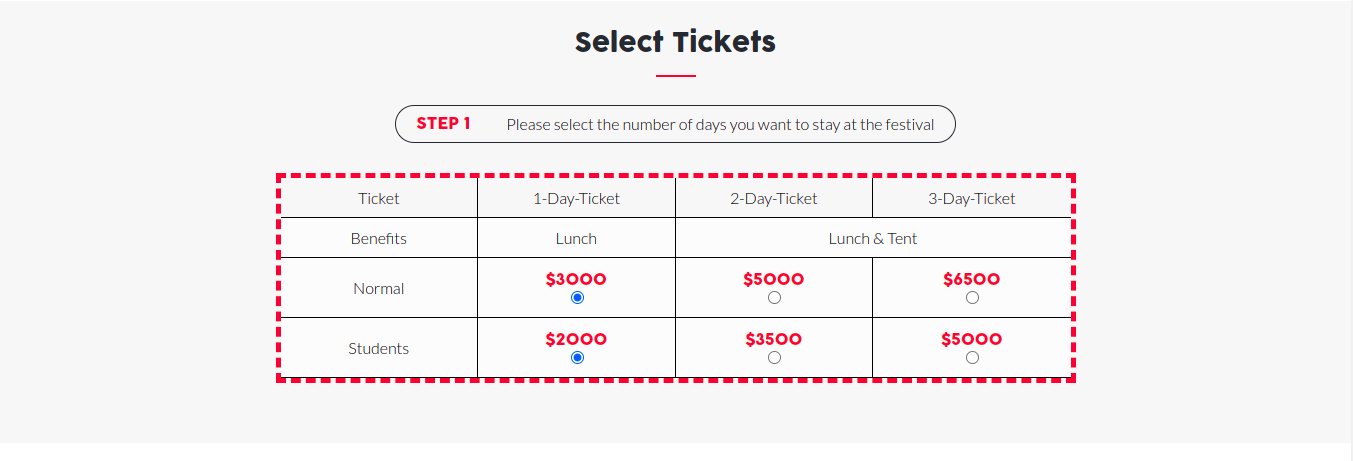 Select Tickets
STEP 1 Please select the number of days you want to stay at the festival
Ticket 1-Day-Ticket 2-Day-Ticket 3-Day-Ticket
Benefits Lunch Lunch & Tent
Normal $3000 $5000 $6500
Students $2000 $3500 $5000